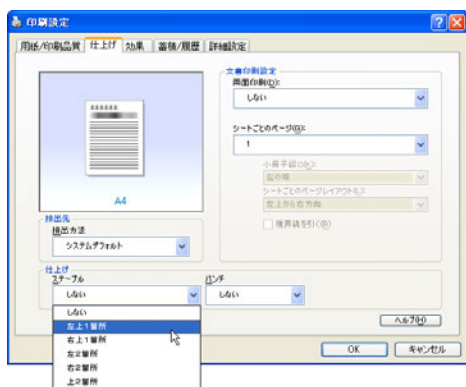 印刷設定
用紙/印刷品質 仕上げ 効果 蓄積/履歴 詳細設定
A4
文書印刷設定
両面印刷(D):
しない
シートごとのページ(G):
1
小冊子綴じ(K):
左の端
シートごとのページレイアウト(L):
左上から右方向
境界線を引く(B)
排出先
排出方法
システムデフォルト
仕上げ
ステープル パンチ
しない しない
しない
左上1箇所
右上1箇所
左2箇所
右2箇所
上2箇所
ヘルプ(H)
OK キャンセル